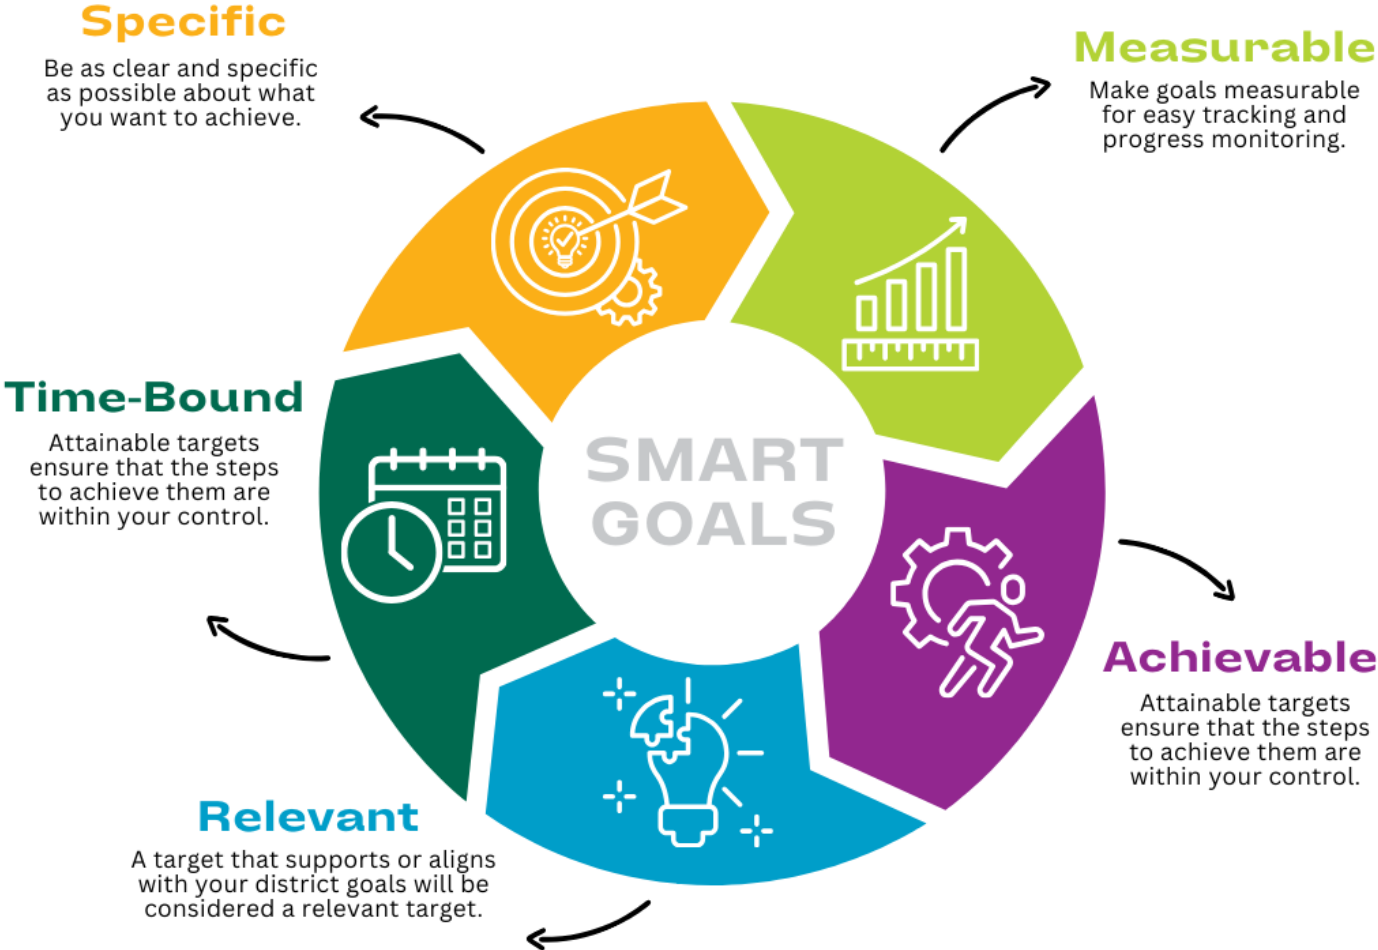 Specific
Be as clear and specific
as possible about what
you want to achieve.
Measurable
Make goals measurable
for easy tracking and
progress monitoring.
Time-Bound
Attainable targets
ensure that the steps
to achieve them are
within your control.
SMART
GOALS
Achievable
Attainable targets
ensure that the steps
to achieve them are
within your control.
Relevant
A target that supports or aligns
with your district goals will be
considered a relevant target.